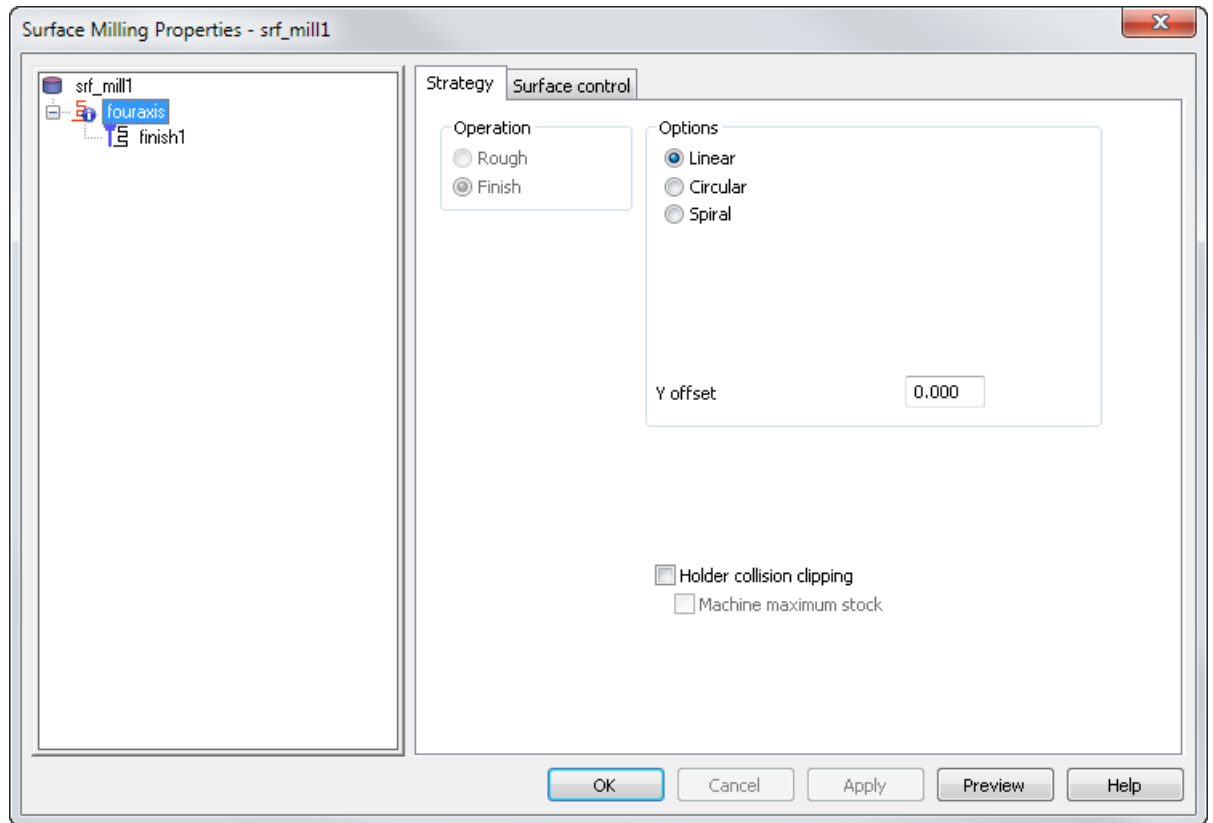 Surface Milling Properties - srf_mill1
srf_mill1
fouraxis
finish1
Strategy
Surface control
Operation
Rough
Finish
Options
Linear
Circular
Spiral
Y offset
0.000
Holder collision clipping
Machine maximum stock
OK
Cancel
Apply
Preview
Help